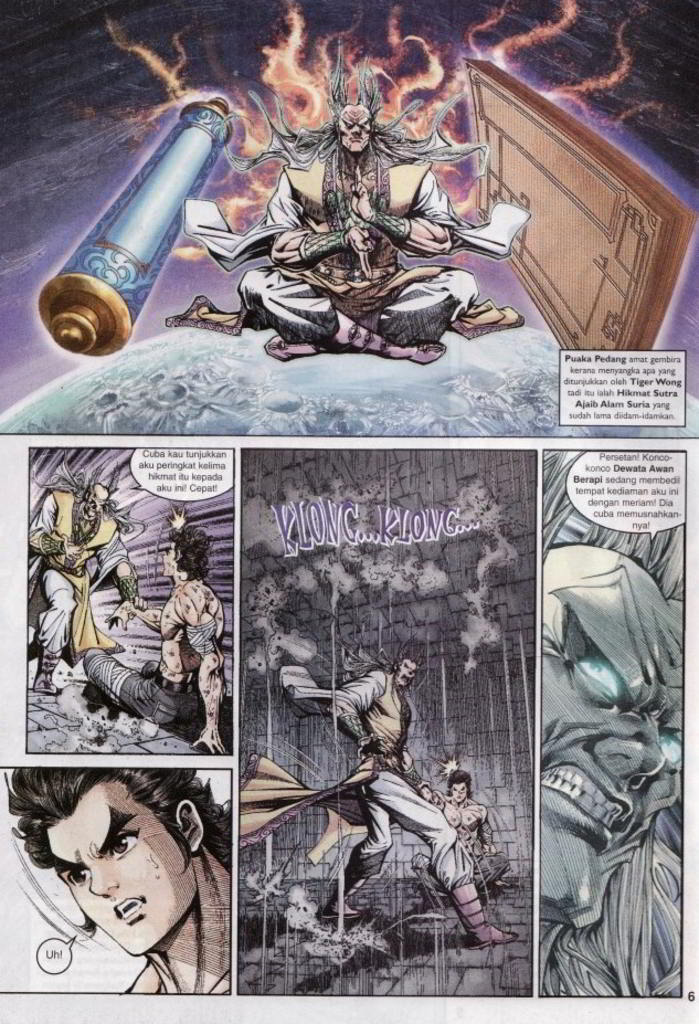 Puaka Pedang amat gembira
kerana menyangka apa yang
ditunjukkan oleh Tiger Wong
tadi itu ialah Hikmat Sutra
Ajaib Alam Suria yang
sudah lama diidam-idamkan.
Cuba kau tunjukkan
aku peringkat kelima
hikmat itu kepada
aku ini! Cepat!
Uh!
KLONG...KLONG...
Persetan! Konco-
konco Dewata Awan
Berapi sedang membedil
tempat kediaman aku ini
dengan meriam! Dia
cuba memusnahkan-
nya!
6